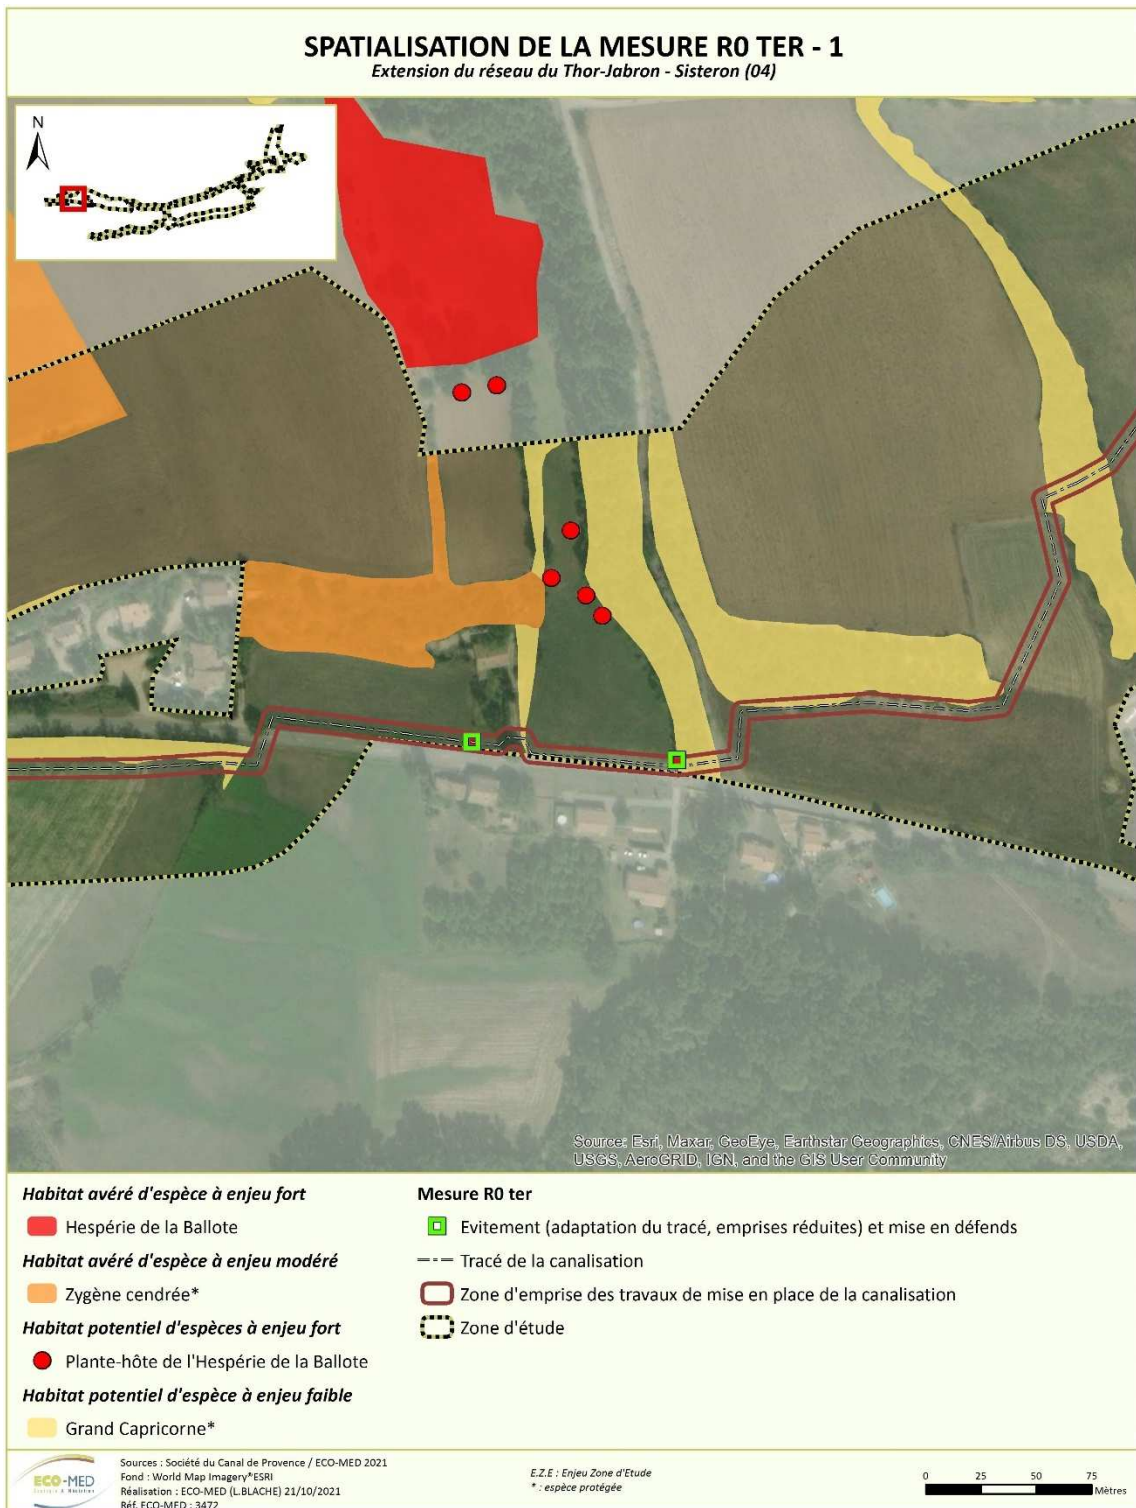 SPATIALISATION DE LA MESURE R0 TER - 1
Extension du réseau du Thor-Jabron - Sisteron (04)
N
Source: Esri, Maxar, GeoEye, Earthstar Geographics, CNES/Airbus DS, USDA,
USGS, AeroGRID, IGN, and the GIS User Community
Habitat avéré d'espèce à enjeu fort
Hespérie de la Ballote
Habitat avéré d'espèce à enjeu modéré
Zygène cendrée*
Habitat potentiel d'espèces à enjeu fort
Plante-hôte de l'Hespérie de la Ballote
Habitat potentiel d'espèce à enjeu faible
Grand Capricorne*
Mesure R0 ter
Evitement (adaptation du tracé, emprises réduites) et mise en défends
Tracé de la canalisation
Zone d'emprise des travaux de mise en place de la canalisation
Zone d'étude
ECO-MED
Sources : Société du Canal de Provence / ECO-MED 2021
Fond : World Map Imagery®ESRI
Réalisation : ECO-MED (L.BLACHE) 21/10/2021
Réf. ECO-MED : 3472
E.Z.E : Enjeu Zone d'Etude
* : espèce protégée
0 25 50 75
Mètres